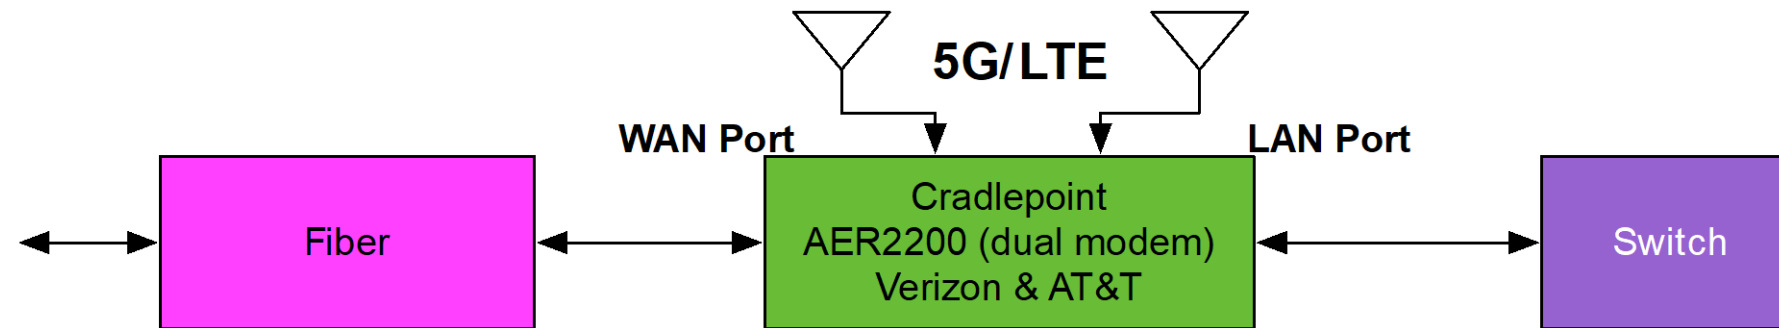 5G/LTE
WAN Port
LAN Port
Fiber
Cradlepoint
AER2200 (dual modem)
Verizon & AT&T
Switch